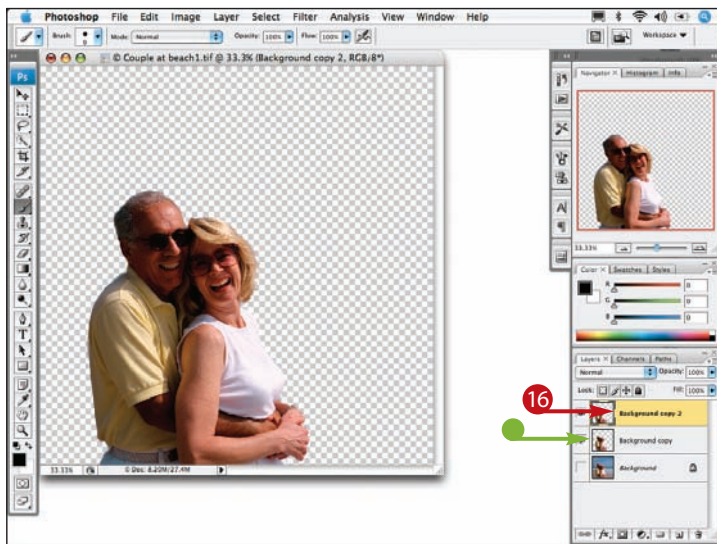 Photoshop File Edit Image Layer Select Filter Analysis View Window Help
Brush: Mode: Normal Opacity: 100% Flow: 100% Workspace
© Couple at beach1.tif @ 33.3% (Background copy 2, RGB/8*)
Ps
Navigator × Histogram Info
33.33%
Color × Swatches Styles
R 0
G 0
B 0
Layers × Channels Paths
Normal Opacity: 100%
Lock: Fill: 100%
16
Background copy 2
Background copy
Background
33.33% Doc: 8.20M/27.4M